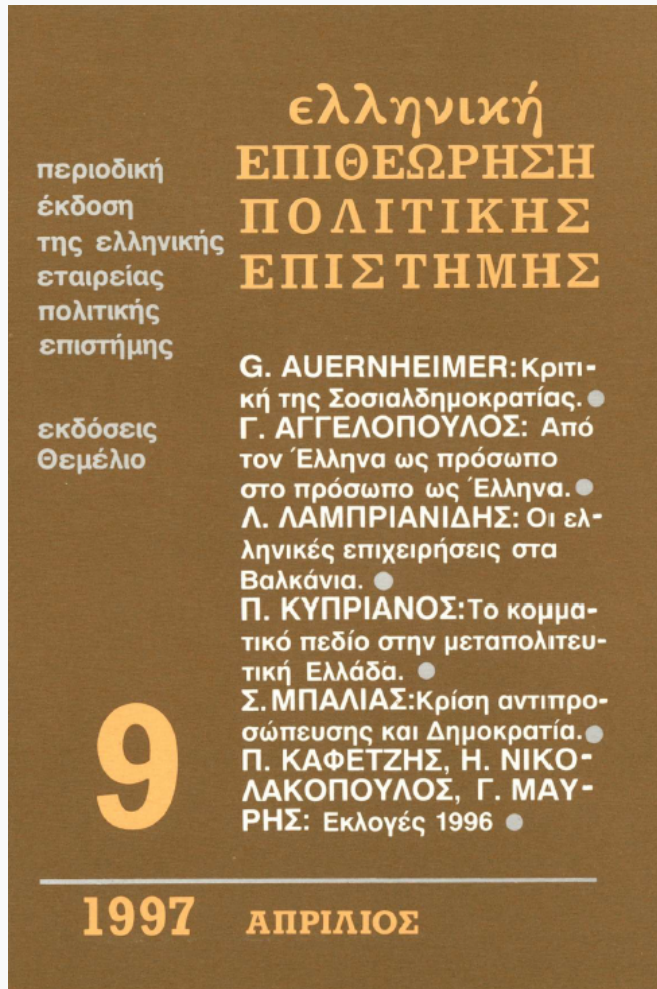 ελληνική
ΕΠΙΘΕΩΡΗΣΗ
ΠΟΛΙΤΙΚΗΣ
ΕΠΙΣΤΗΜΗΣ
περιοδική
έκδοση
της ελληνικής
εταιρείας
πολιτικής
επιστήμης
εκδόσεις
Θεμέλιο
G. AUERNHEIMER: Κριτι-
κή της Σοσιαλδημοκρατίας. ●
Γ. ΑΓΓΕΛΟΠΟΥΛΟΣ: Από
τον Έλληνα ως πρόσωπο
στο πρόσωπο ως Έλληνα. ●
Λ. ΛΑΜΠΡΙΑΝΙΔΗΣ: Οι ελ-
ληνικές επιχειρήσεις στα
Βαλκάνια. ●
Π. ΚΥΠΡΙΑΝΟΣ: Το κομμα-
τικό πεδίο στην μεταπολιτευ-
τική Ελλάδα. ●
Σ. ΜΠΑΛΙΑΣ: Κρίση αντιπρο-
σώπευσης και Δημοκρατία. ●
Π. ΚΑΦΕΤΖΗΣ, Η. ΝΙΚΟ-
ΛΑΚΟΠΟΥΛΟΣ, Γ. ΜΑΥ-
ΡΗΣ: Εκλογές 1996 ●
9
1997 ΑΠΡΙΛΙΟΣ